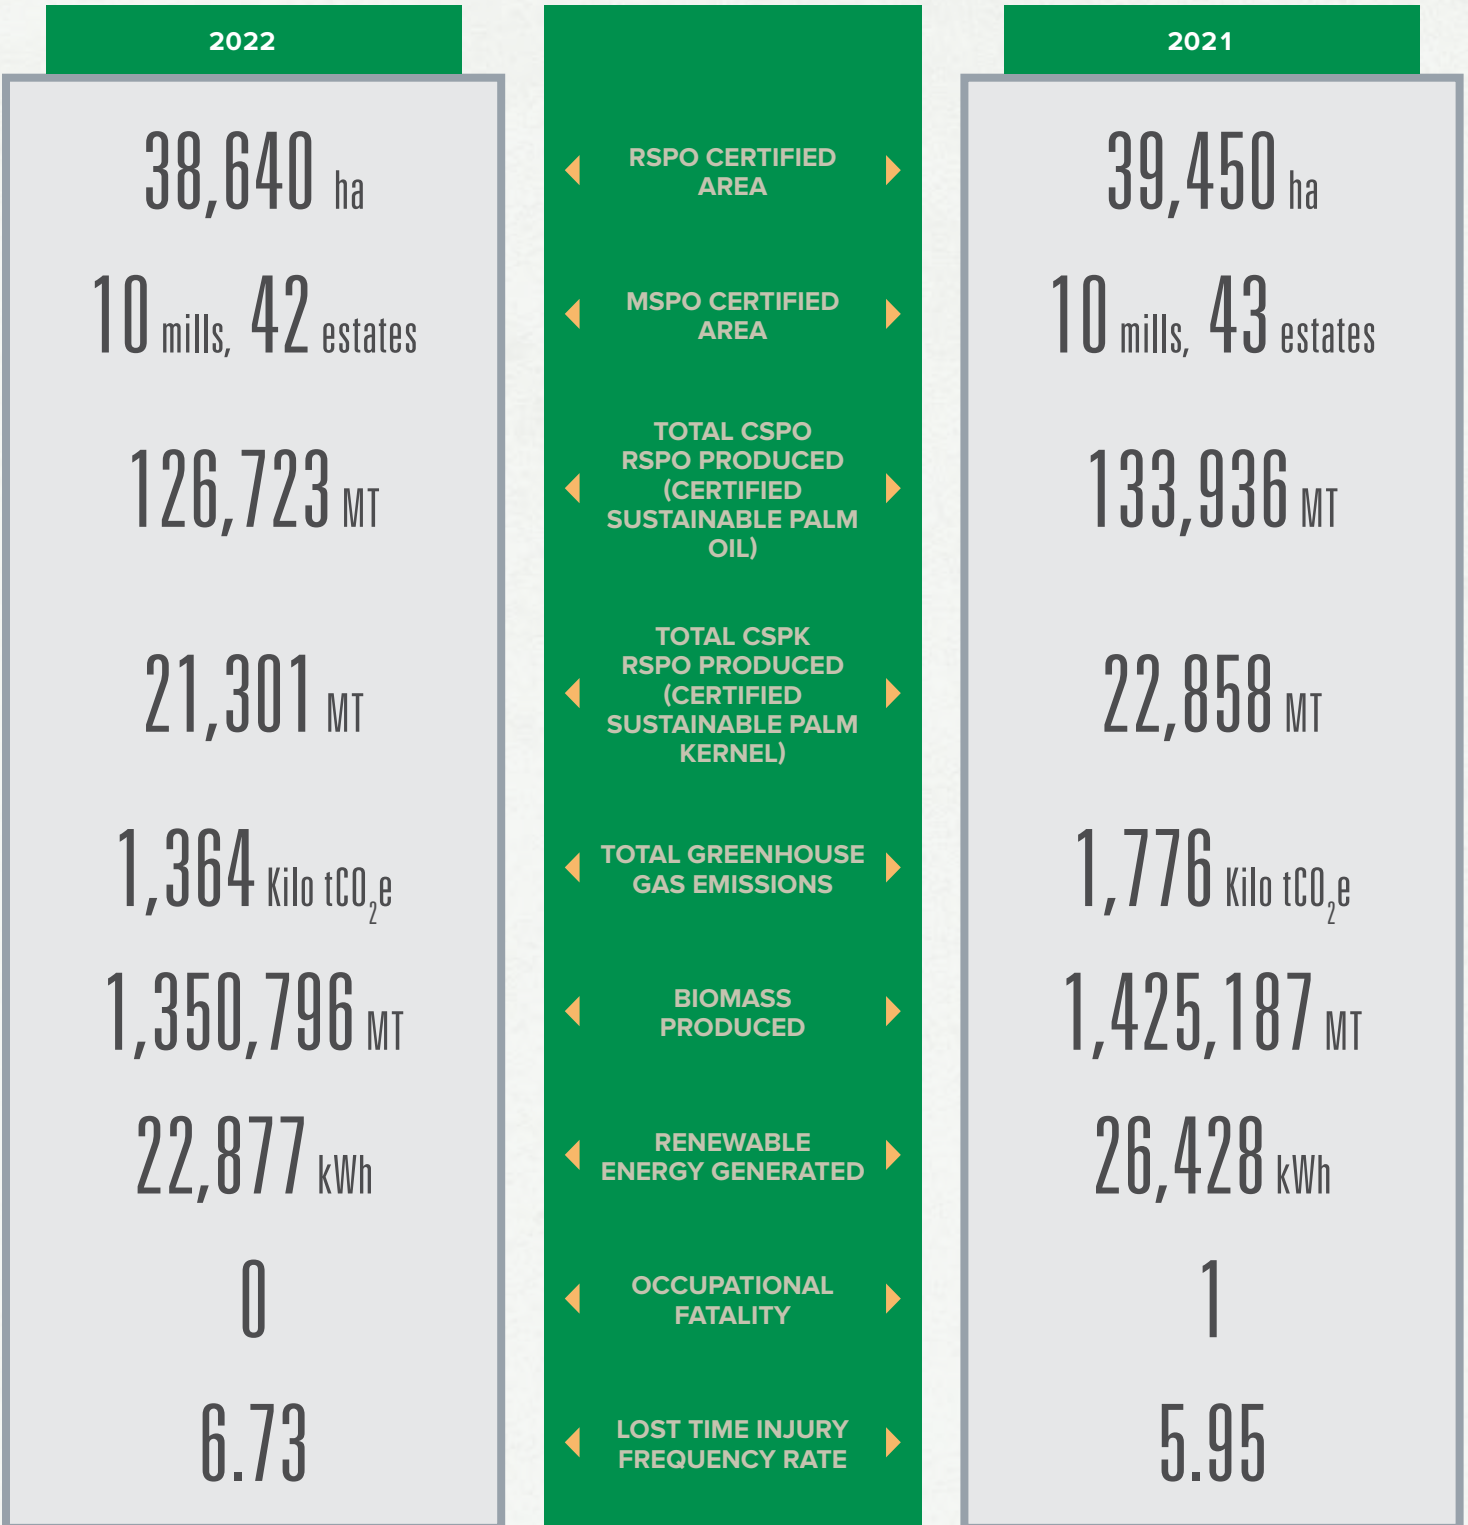 2022
2021
38,640 ha
RSPO CERTIFIED
AREA
39,450 ha
10 mills, 42 estates
MSPO CERTIFIED
AREA
10 mills, 43 estates
126,723 MT
TOTAL CSPO
RSPO PRODUCED
(CERTIFIED
SUSTAINABLE PALM
OIL)
133,936 MT
21,301 MT
TOTAL CSPK
RSPO PRODUCED
(CERTIFIED
SUSTAINABLE PALM
KERNEL)
22,858 MT
1,364 Kilo tCO₂e
TOTAL GREENHOUSE
GAS EMISSIONS
1,776 Kilo tCO₂e
1,350,796 MT
BIOMASS
PRODUCED
1,425,187 MT
22,877 kWh
RENEWABLE
ENERGY GENERATED
26,428 kWh
0
OCCUPATIONAL
FATALITY
1
6.73
LOST TIME INJURY
FREQUENCY RATE
5.95